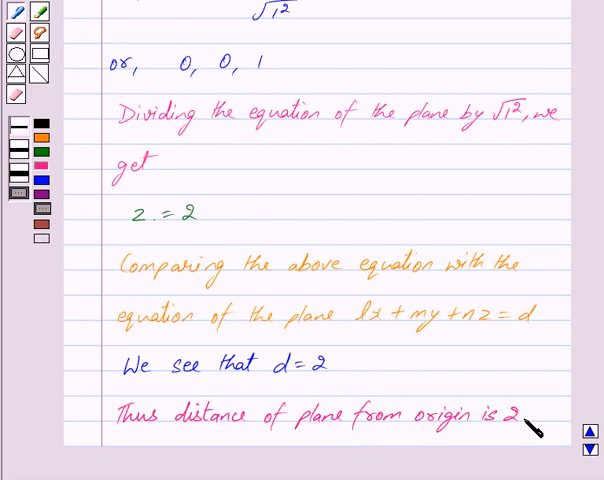 √1²
or, 0, 0, 1
Dividing the equation of the plane by √1², we
get
z = 2
Comparing the above equation with the
equation of the plane lx + my + nz = d
We see that d = 2
Thus distance of plane from origin is 2